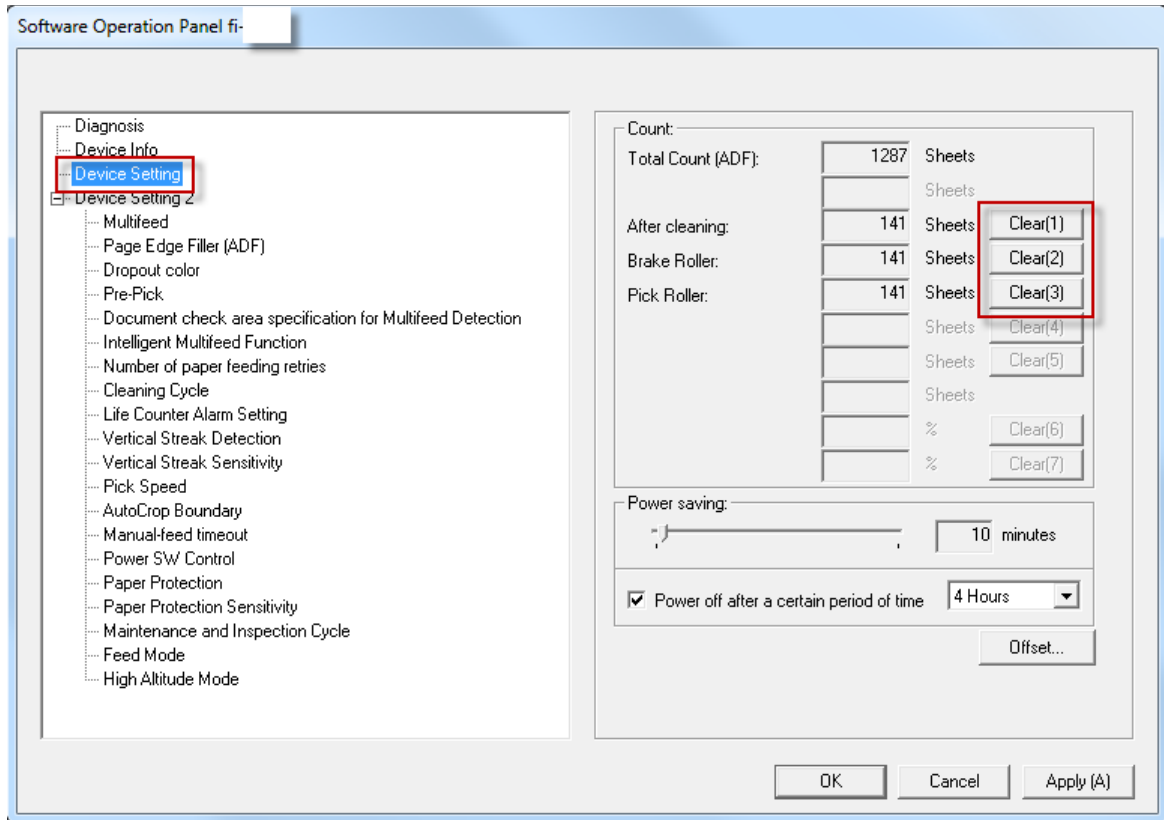 Software Operation Panel fi-
Diagnosis
Device Info
Device Setting
Device Setting 2
Multifeed
Page Edge Filler (ADF)
Dropout color
Pre-Pick
Document check area specification for Multifeed Detection
Intelligent Multifeed Function
Number of paper feeding retries
Cleaning Cycle
Life Counter Alarm Setting
Vertical Streak Detection
Vertical Streak Sensitivity
Pick Speed
AutoCrop Boundary
Manual-feed timeout
Power SW Control
Paper Protection
Paper Protection Sensitivity
Maintenance and Inspection Cycle
Feed Mode
High Altitude Mode
Count:
Total Count (ADF): 1287 Sheets
Sheets
After cleaning: 141 Sheets Clear(1)
Brake Roller: 141 Sheets Clear(2)
Pick Roller: 141 Sheets Clear(3)
Sheets Clear(4)
Sheets Clear(5)
Sheets
% Clear(6)
% Clear(7)
Power saving:
10 minutes
Power off after a certain period of time 4 Hours
Offset...
OK Cancel Apply (A)